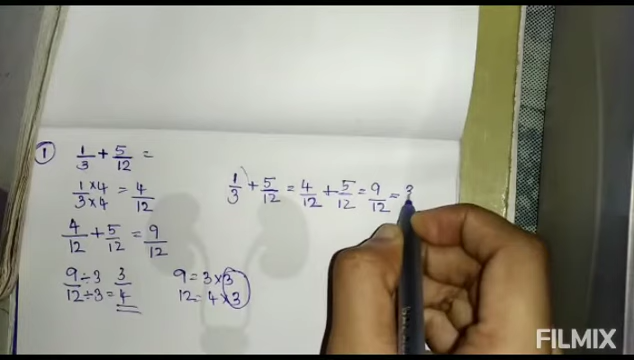 ① 1/3 + 5/12 =
1×4/3×4 = 4/12
4/12 + 5/12 = 9/12
9÷3/12÷3 = 3/4
9 = 3×3
12 = 4×3
1/3 + 5/12 = 4/12 + 5/12 = 9/12 = 3
FILMIX